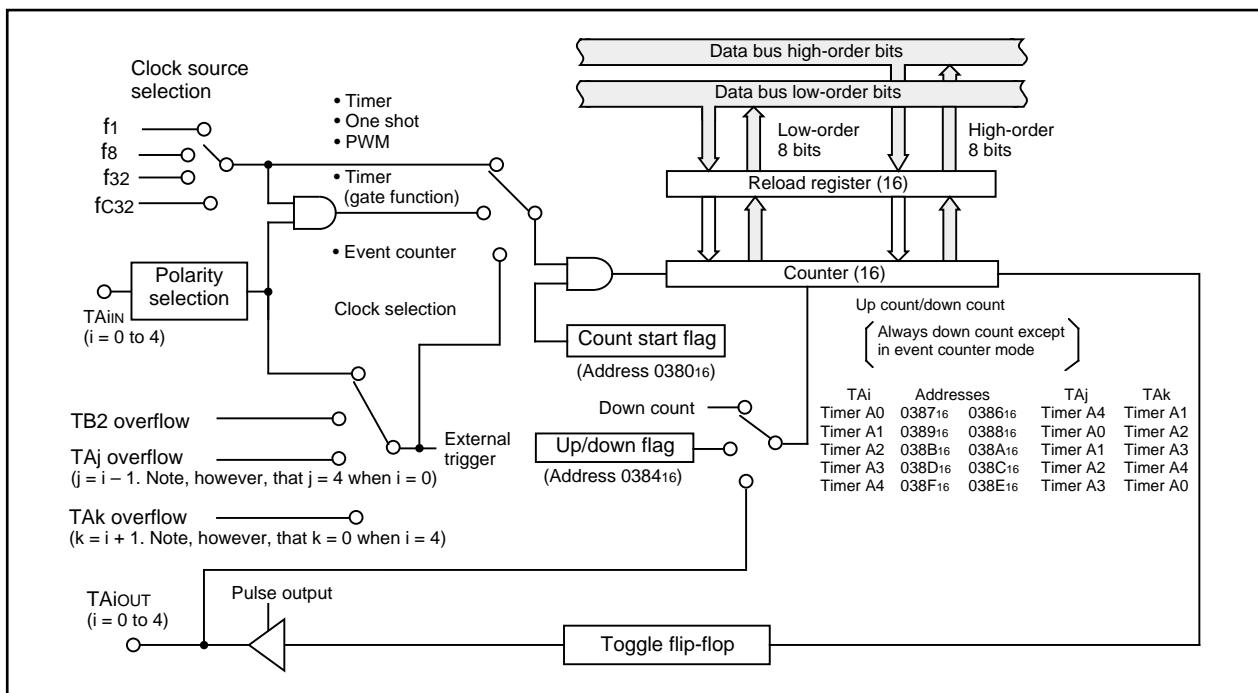 Clock source
selection
f1
f8
f32
fC32
• Timer
• One shot
• PWM
• Timer
(gate function)
• Event counter
Clock selection
Polarity
selection
TAiIN
(i = 0 to 4)
TB2 overflow
TAj overflow
(j = i – 1. Note, however, that j = 4 when i = 0)
TAk overflow
(k = i + 1. Note, however, that k = 0 when i = 4)
External
trigger
Data bus high-order bits
Data bus low-order bits
Low-order
8 bits
High-order
8 bits
Reload register (16)
Counter (16)
Count start flag
(Address 038016)
Up count/down count
Always down count except
in event counter mode
Down count
Up/down flag
(Address 038416)
TAi Addresses TAj TAk
Timer A0 038716 038616 Timer A4 Timer A1
Timer A1 038916 038816 Timer A0 Timer A2
Timer A2 038B16 038A16 Timer A1 Timer A3
Timer A3 038D16 038C16 Timer A2 Timer A4
Timer A4 038F16 038E16 Timer A3 Timer A0
TAiOUT
(i = 0 to 4)
Pulse output
Toggle flip-flop